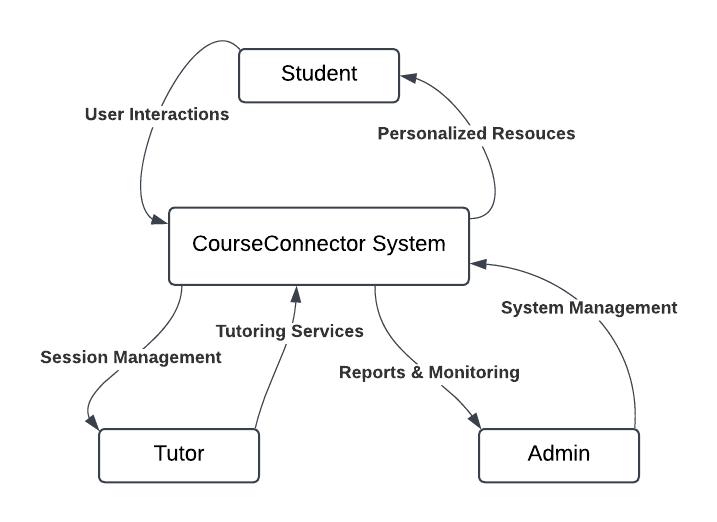 Student
User Interactions
Personalized Resouces
CourseConnector System
System Management
Tutoring Services
Session Management
Reports & Monitoring
Tutor
Admin